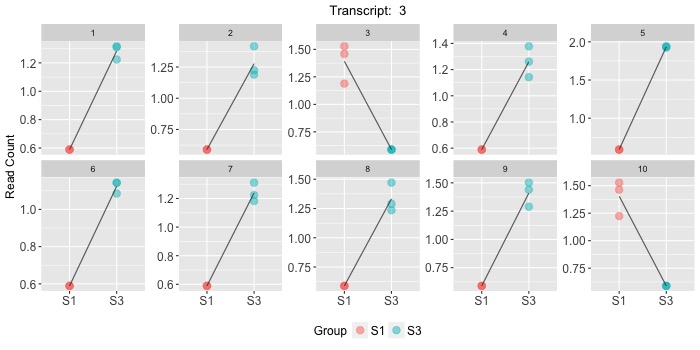 Transcript: 3
1 2 3 4 5
1.2 1.0 0.8 0.6
1.25 1.00 0.75
1.50 1.25 1.00 0.75
1.4 1.2 1.0 0.8 0.6
2.0 1.5 1.0
Read Count
6 7 8 9 10
1.0 0.8 0.6
1.2 1.0 0.8 0.6
1.50 1.25 1.00 0.75
1.50 1.25 1.00 0.75
1.50 1.25 1.00 0.75
S1 S3 S1 S3 S1 S3 S1 S3 S1 S3
Group S1 S3